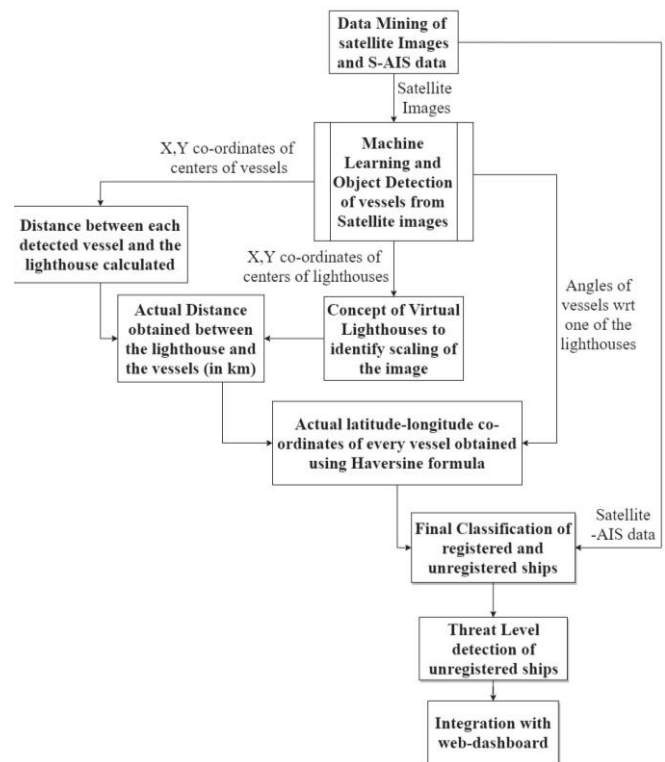 Data Mining of
satellite Images
and S-AIS data
Satellite
Images
X,Y co-ordinates of
centers of vessels
Machine
Learning and
Object Detection
of vessels from
Satellite images
Distance between each
detected vessel and the
lighthouse calculated
X,Y co-ordinates of
centers of lighthouses
Angles of
vessels wrt
one of the
lighthouses
Actual Distance
obtained between
the lighthouse and
the vessels (in km)
Concept of Virtual
Lighthouses to
identify scaling of
the image
Actual latitude-longitude co-
ordinates of every vessel obtained
using Haversine formula
Satellite
-AIS data
Final Classification of
registered and
unregistered ships
Threat Level
detection of
unregistered ships
Integration with
web-dashboard